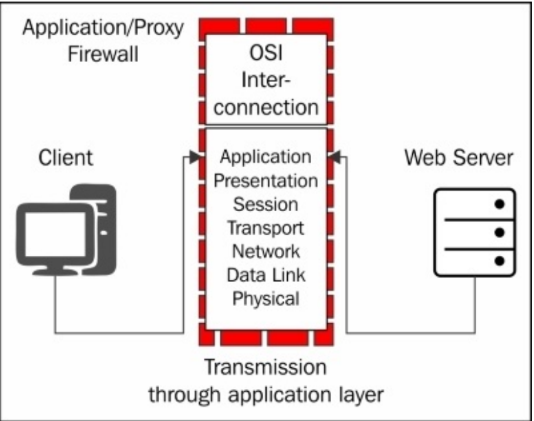 Application/Proxy
Firewall
OSI
Inter-
connection
Client
Web Server
Application
Presentation
Session
Transport
Network
Data Link
Physical
Transmission
through application layer